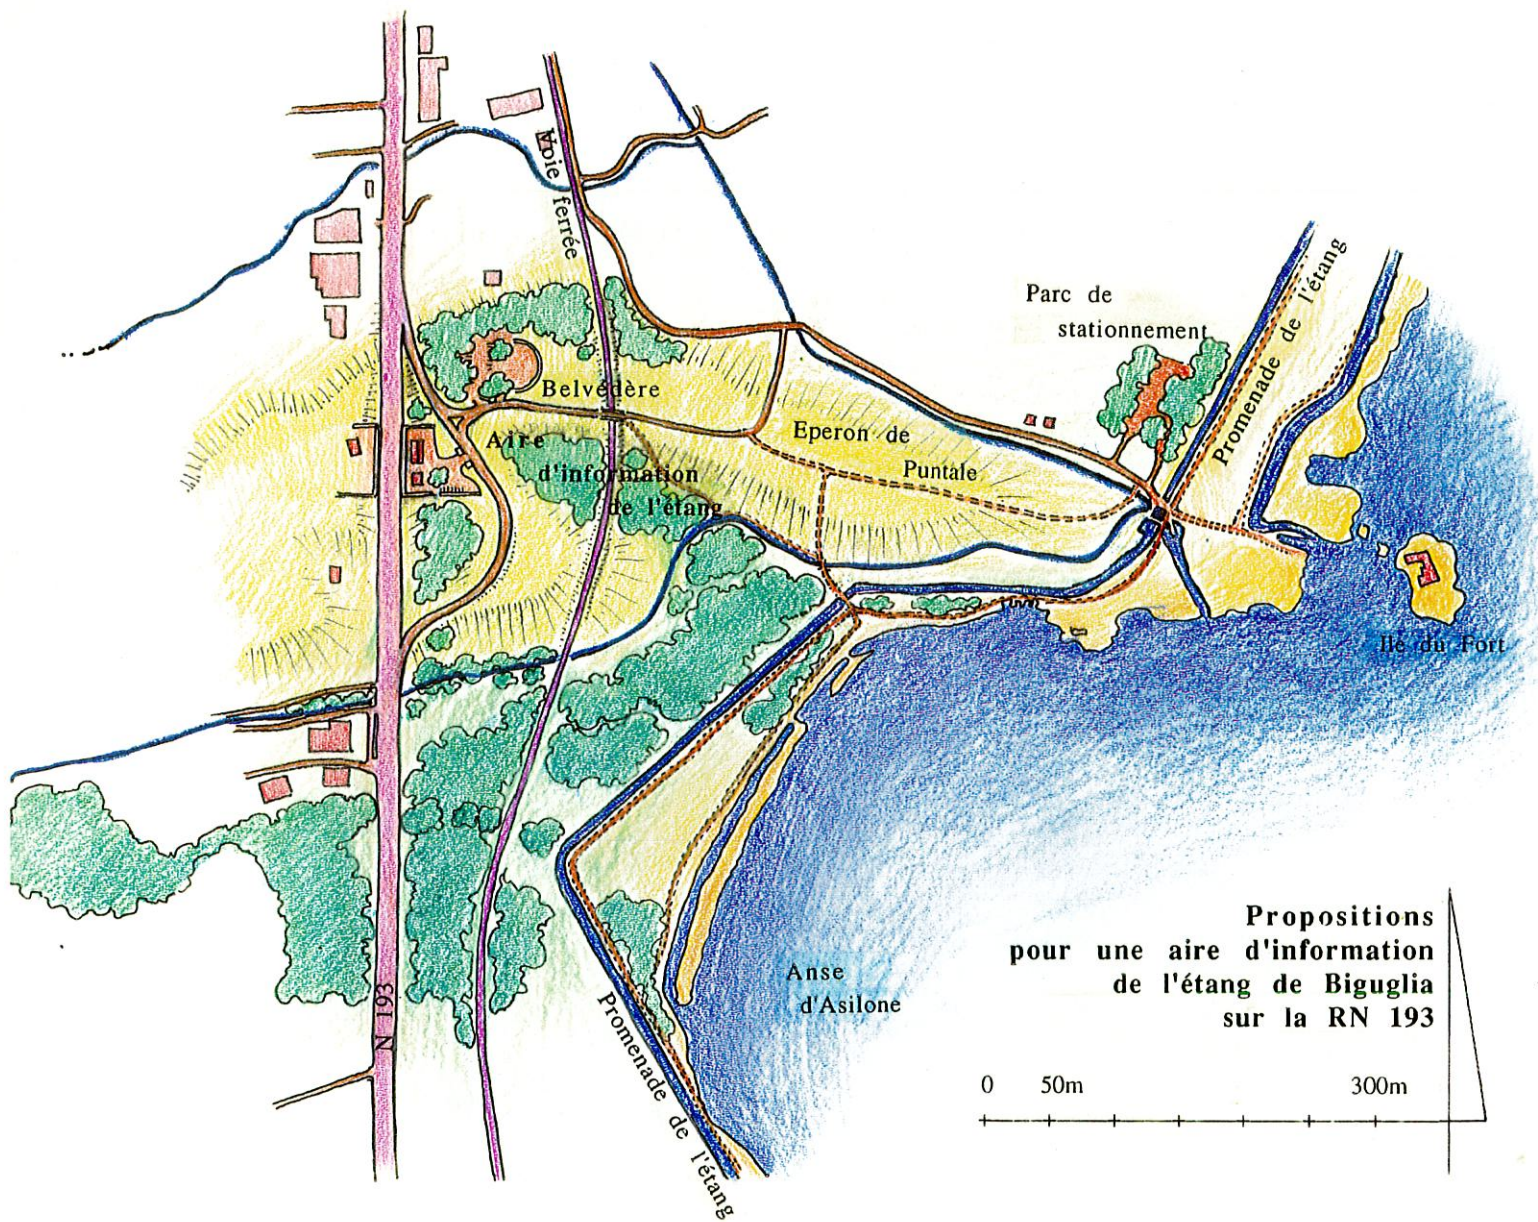 Voie
ferrée
Parc de
stationnement
Promenade de l'étang
Belvédère
Aire
d'information
de l'étang
Eperon de
Puntale
Ile du Fort
N 193
Promenade de l'étang
Anse
d'Asilone
Propositions
pour une aire d'information
de l'étang de Biguglia
sur la RN 193
0 50m 300m